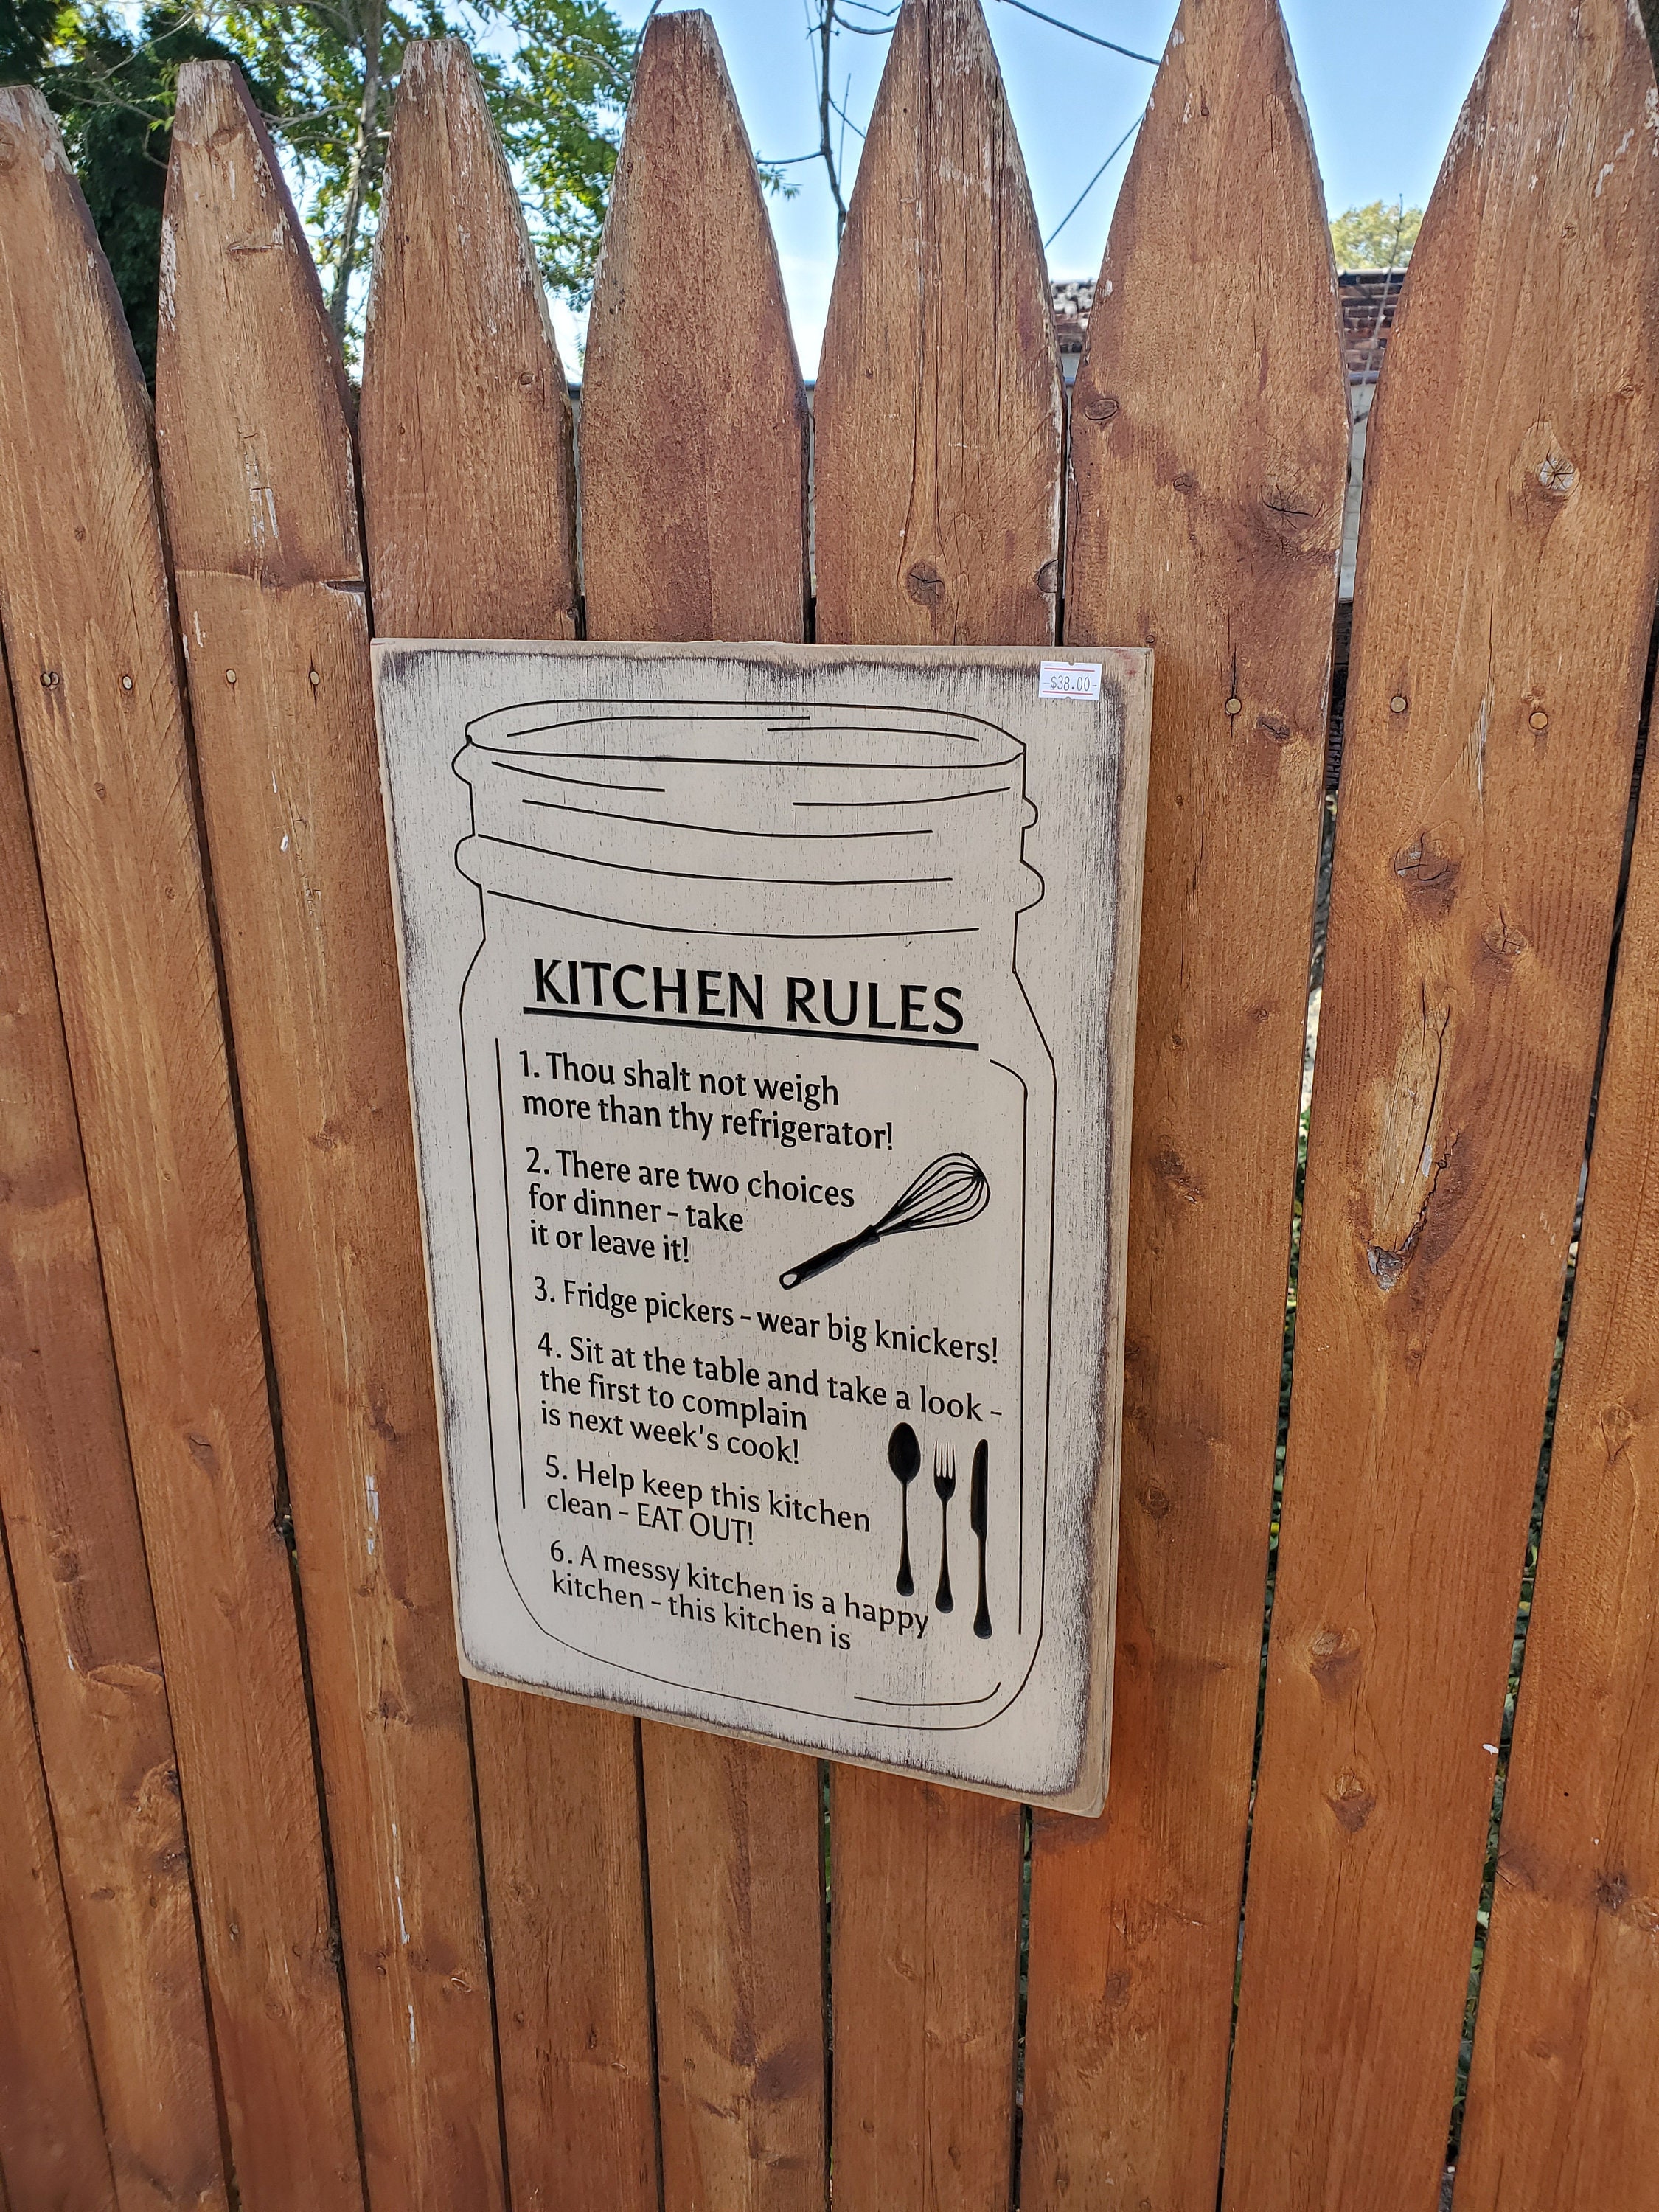 -$38.00-
KITCHEN RULES
1. Thou shalt not weigh
more than thy refrigerator!
2. There are two choices
for dinner - take
it or leave it!
3. Fridge pickers - wear big knickers!
4. Sit at the table and take a look -
the first to complain
is next week's cook!
5. Help keep this kitchen
clean - EAT OUT!
6. A messy kitchen is a happy
kitchen - this kitchen is